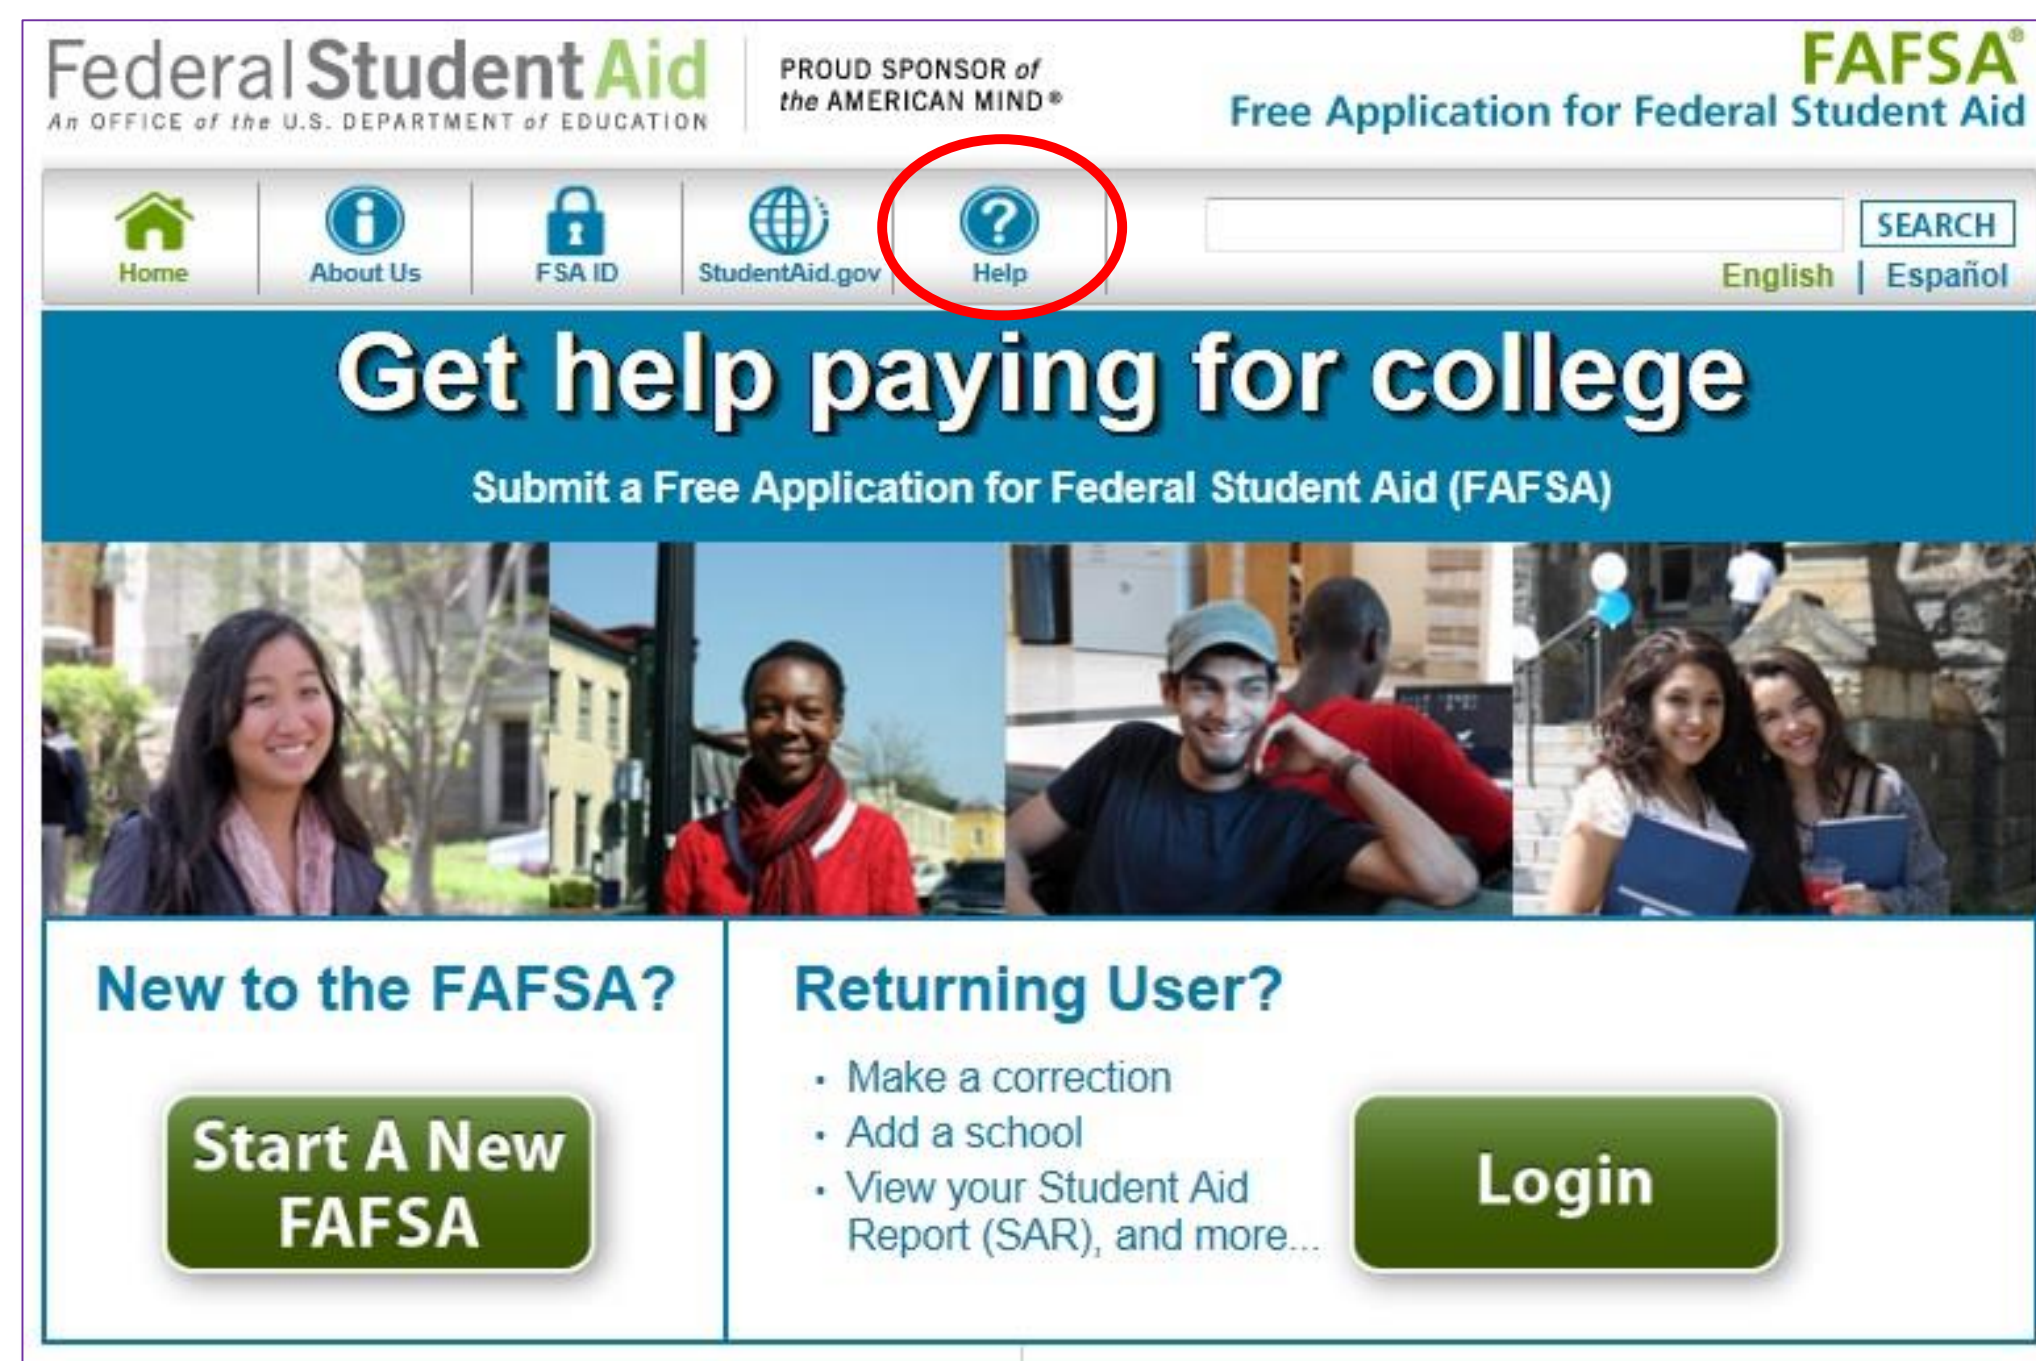 Federal Student Aid
An OFFICE of the U.S. DEPARTMENT of EDUCATION
PROUD SPONSOR of
the AMERICAN MIND®
FAFSA®
Free Application for Federal Student Aid
Home
About Us
FSA ID
StudentAid.gov
Help
SEARCH
English | Español
Get help paying for college
Submit a Free Application for Federal Student Aid (FAFSA)
New to the FAFSA?
Start A New
FAFSA
Returning User?
• Make a correction
• Add a school
• View your Student Aid
Report (SAR), and more...
Login